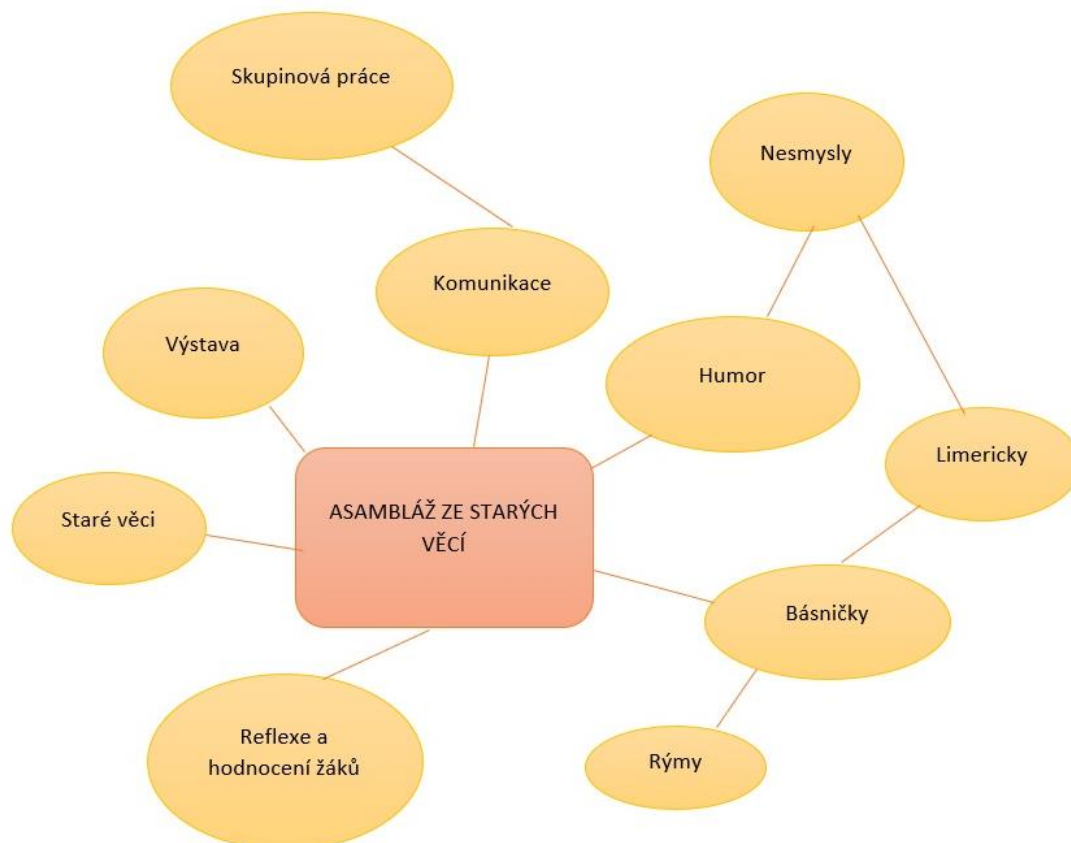 Skupinová práce
Nesmysly
Komunikace
Výstava
Humor
Limericky
Staré věci
ASAMBLÁŽ ZE STARÝCH
VĚCÍ
Básničky
Reflexe a
hodnocení žáků
Rýmy